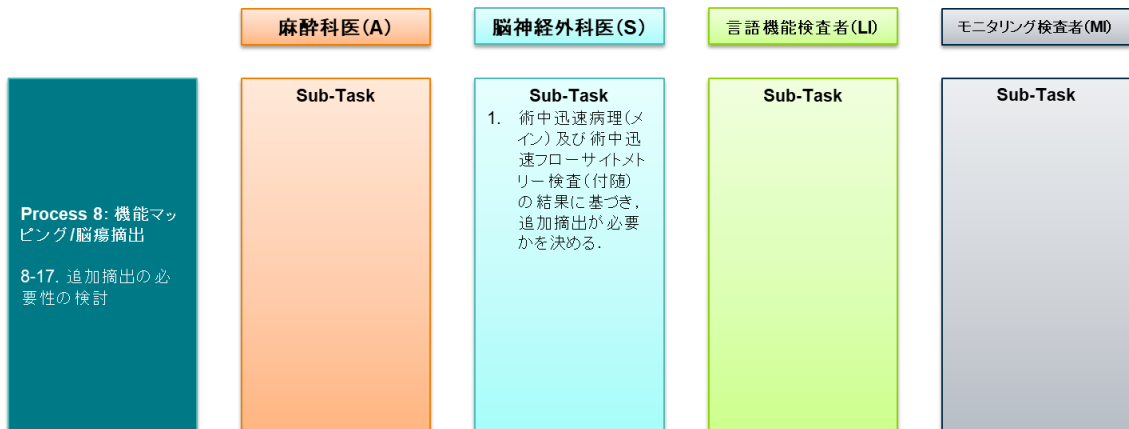 麻酔科医(A)
脳神経外科医(S)
言語機能検査者(LI)
モニタリング検査者(MI)
Process 8: 機能マッ
ピング/脳瘍摘出
8-17. 追加摘出の必
要性の検討
Sub-Task
Sub-Task
1. 術中迅速病理(メ
イン)及び術中迅
速フローサイトメト
リー検査(付随)
の結果に基づき,
追加摘出が必要
かを決める.
Sub-Task
Sub-Task